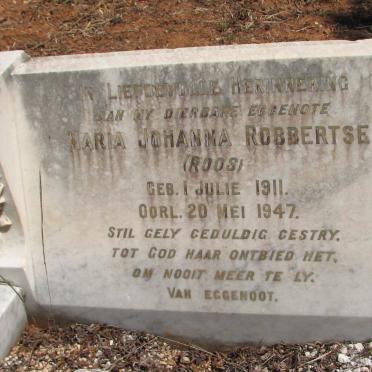 IN LIEFDEVOLLE HERINNERING
AAN MY DIERBARE EGGENOTE
MARIA JOHANNA ROBBERTSE
(ROOS)
GEB. 1 JULIE 1911.
OORL. 20 MEI 1947.
STIL GELY GEDULDIG GESTRY,
TOT GOD HAAR ONTBIED HET,
OM NOOIT MEER TE LY.
VAN EGGENOOT.